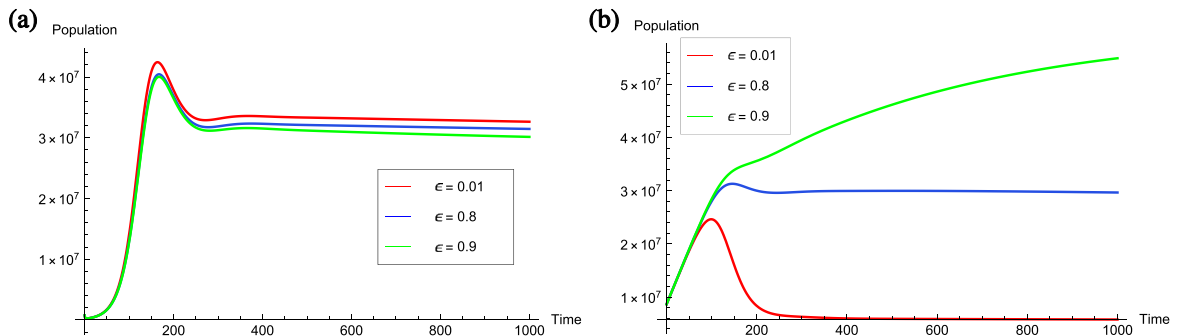 (a)
Population
4 × 10⁷
3 × 10⁷
2 × 10⁷
1 × 10⁷
ϵ = 0.01
ϵ = 0.8
ϵ = 0.9
200 400 600 800 1000 Time
(b)
Population
5 × 10⁷
4 × 10⁷
3 × 10⁷
2 × 10⁷
1 × 10⁷
ϵ = 0.01
ϵ = 0.8
ϵ = 0.9
0 200 400 600 800 1000 Time